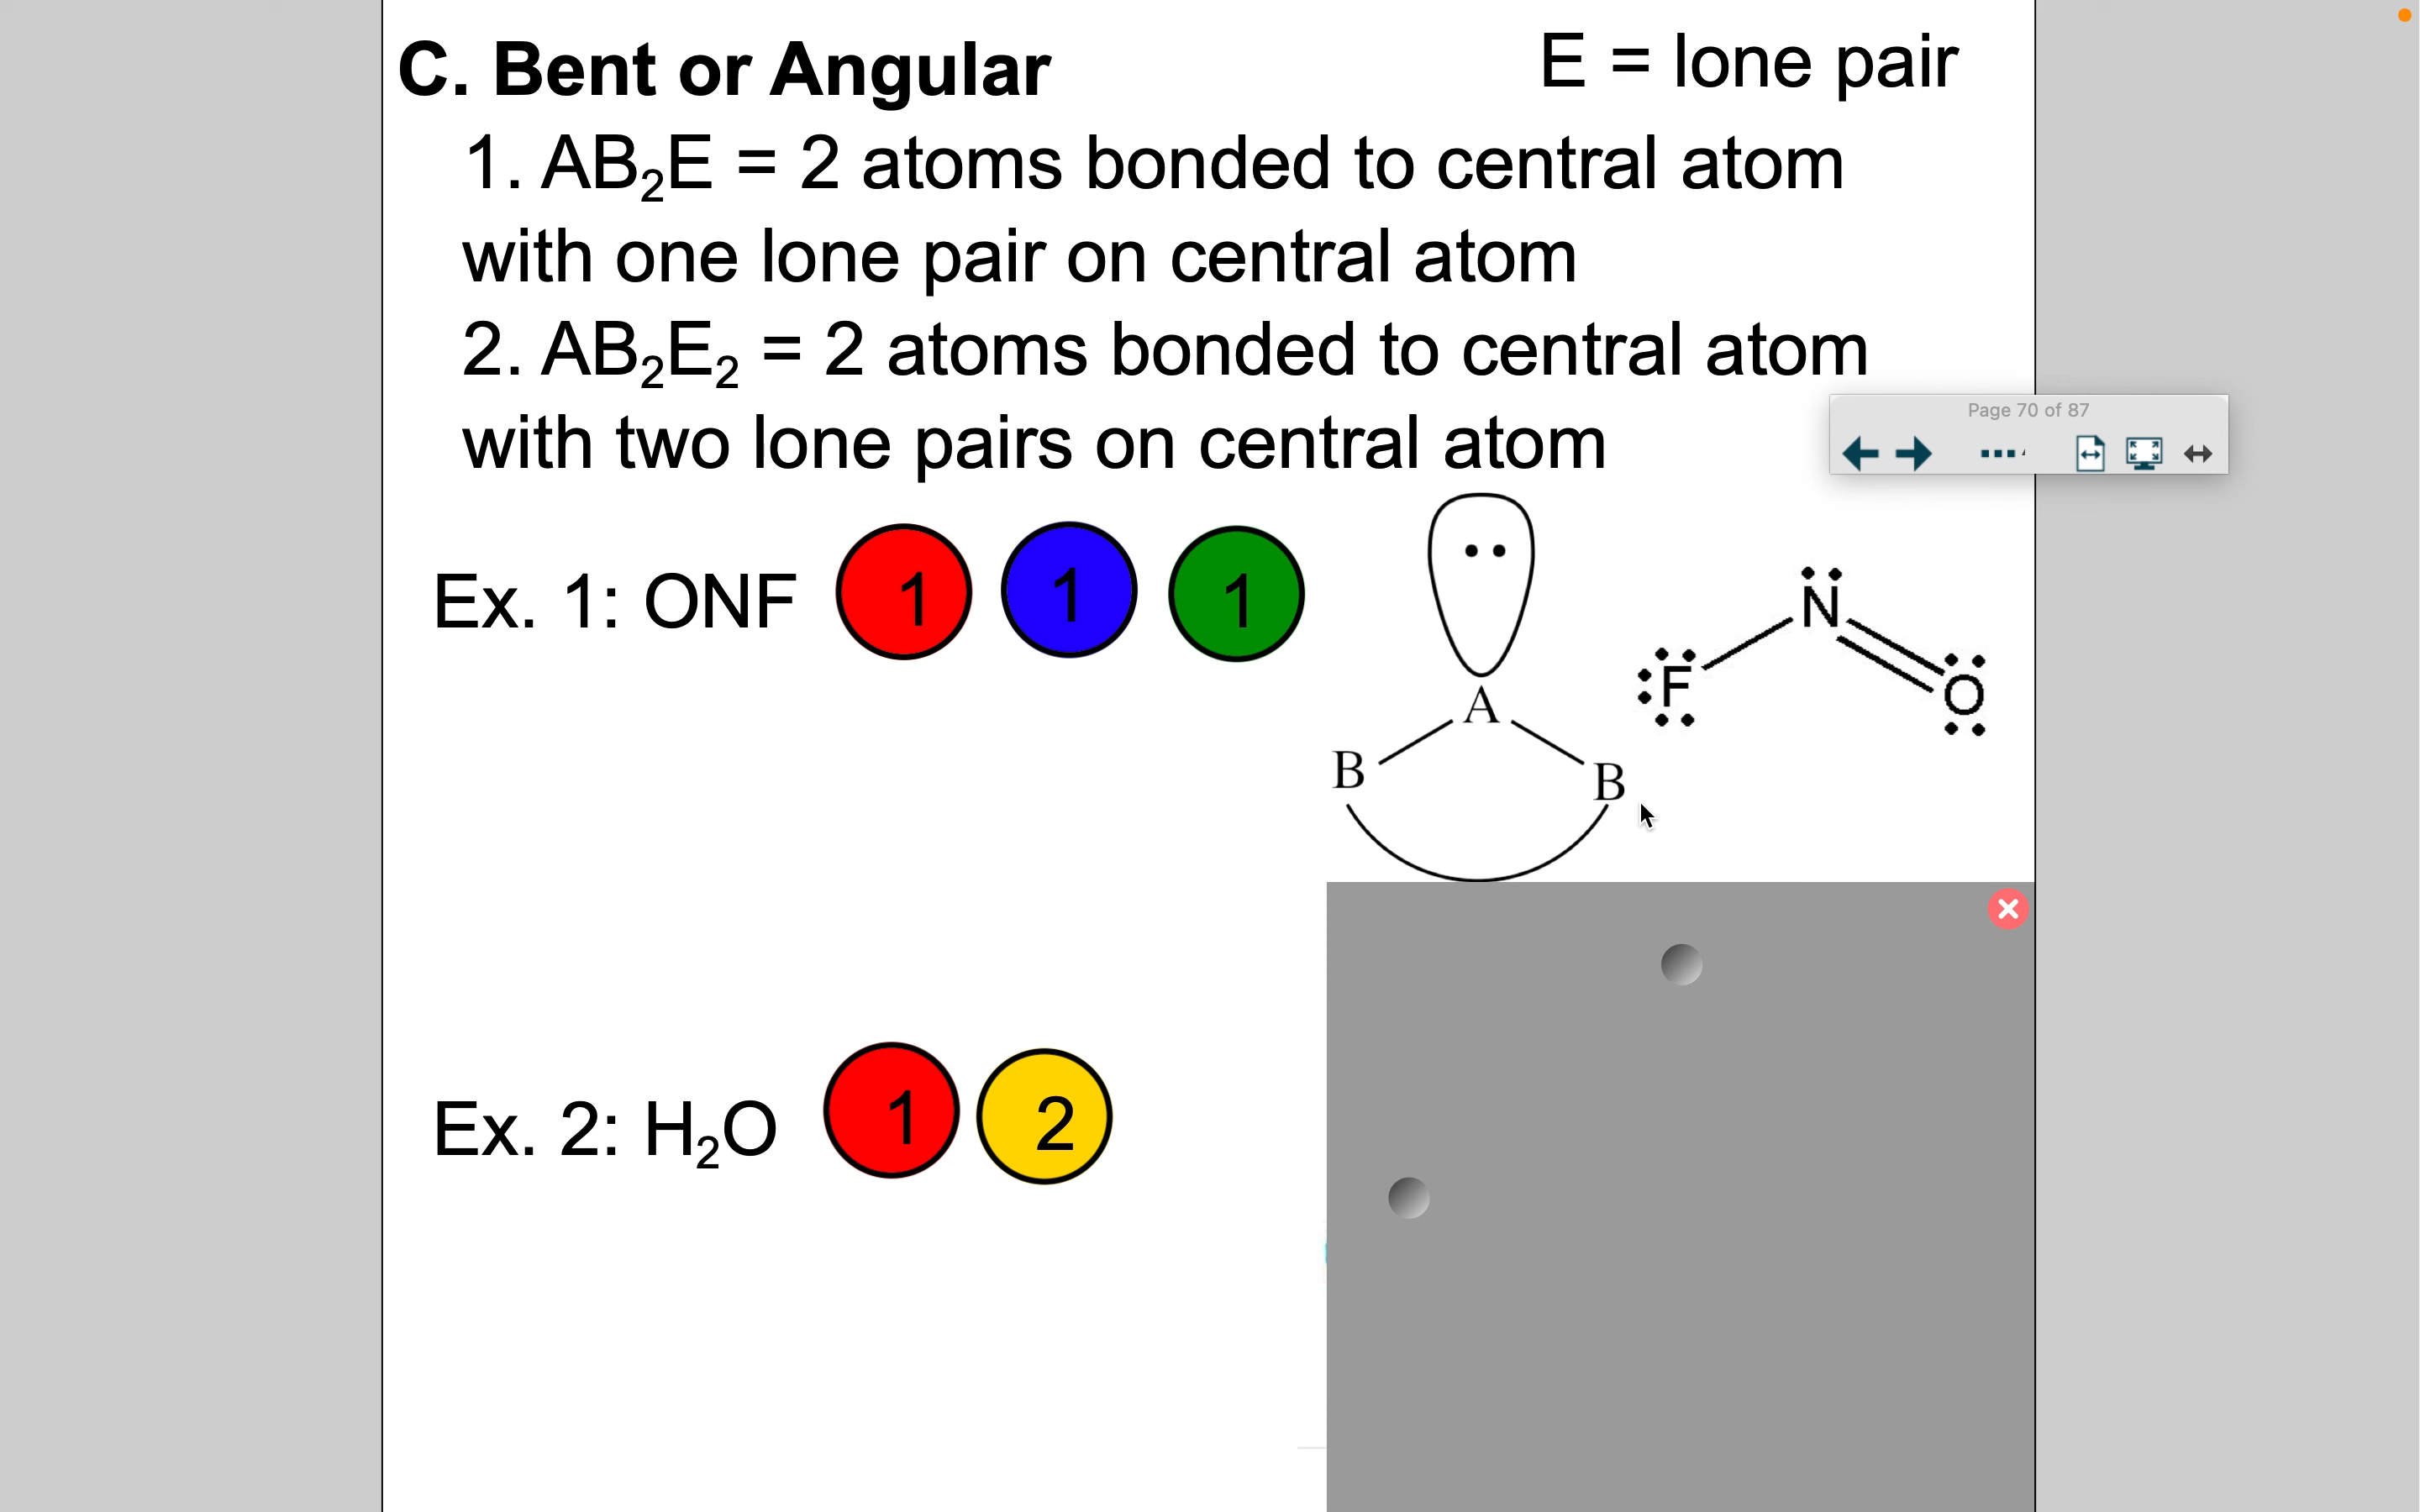 C. Bent or Angular E = lone pair
1. AB₂E = 2 atoms bonded to central atom
with one lone pair on central atom
2. AB₂E₂ = 2 atoms bonded to central atom
with two lone pairs on central atom
Page 70 of 87
Ex. 1: ONF 1 1 1
A
B B
N
F O
Ex. 2: H₂O 1 2